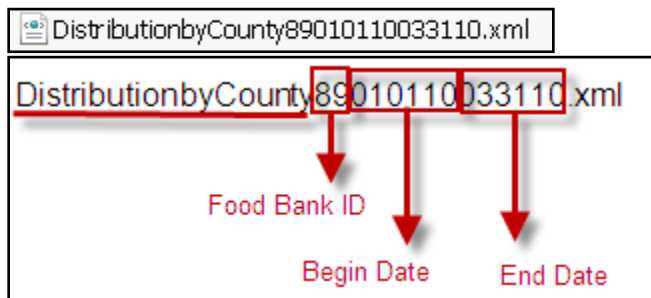 DistributionbyCounty89010110033110.xml
DistributionbyCounty89010110033110.xml
Food Bank ID
Begin Date
End Date